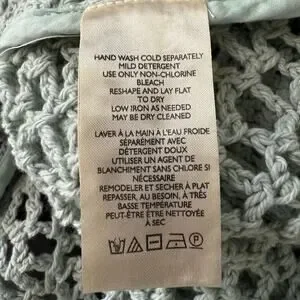 HAND WASH COLD SEPARATELY
MILD DETERGENT
USE ONLY NON-CHLORINE
BLEACH
RESHAPE AND LAY FLAT
TO DRY
LOW IRON AS NEEDED
MAY BE DRY CLEANED
LAVER À LA MAIN À L'EAU FROIDE
SÉPARÉMENT AVEC
DÉTERGENT DOUX
UTILISER UN AGENT DE
BLANCHIMENT SANS CHLORE SI
NÉCESSAIRE
REMODELER ET SÉCHER À PLAT
REPASSER, AU BESOIN, À TRÈS
BASSE TEMPÉRATURE
PEUT-ÊTRE ÊTRE NETTOYÉE
À SEC
P